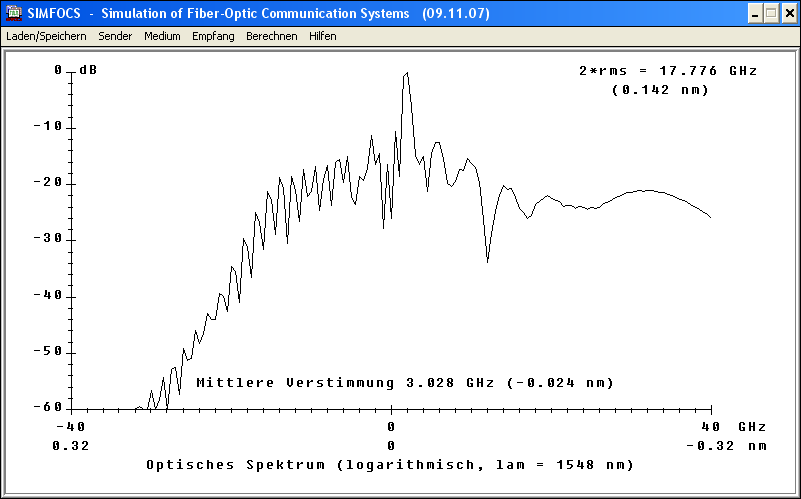 SIMFOCS - Simulation of Fiber-Optic Communication Systems (09.11.07)
Laden/Speichern Sender Medium Empfang Berechnen Hilfen
0 dB
2*rms = 17.776 GHz
(0.142 nm)
-10
-20
-30
-40
-50
Mittlere Verstimmung 3.028 GHz (-0.024 nm)
-60
-40 0 40 GHz
0.32 0 -0.32 nm
Optisches Spektrum (logarithmisch, lam = 1548 nm)